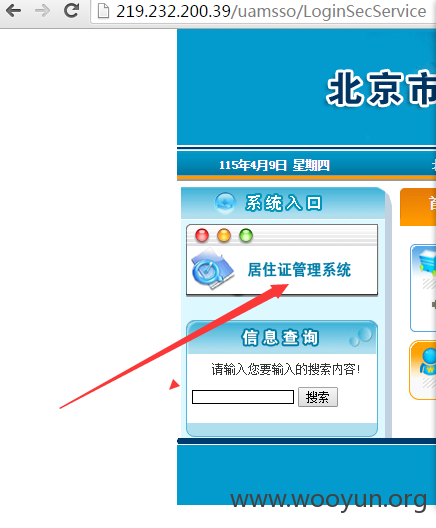 219.232.200.39/uamsso/LoginSecService
北京市
115年4月9日 星期四
系统入口
居住证管理系统
信息查询
请输入您要输入的搜索内容!
搜索
www.wooyun.org